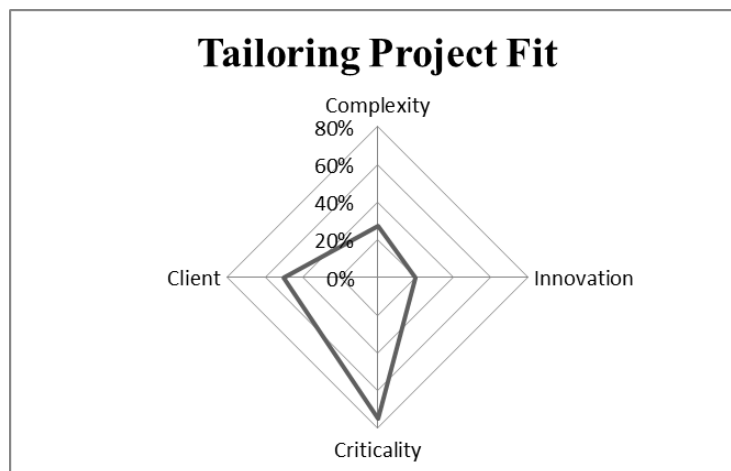 Tailoring Project Fit
Complexity
80%
60%
40%
20%
0%
Client
Innovation
Criticality